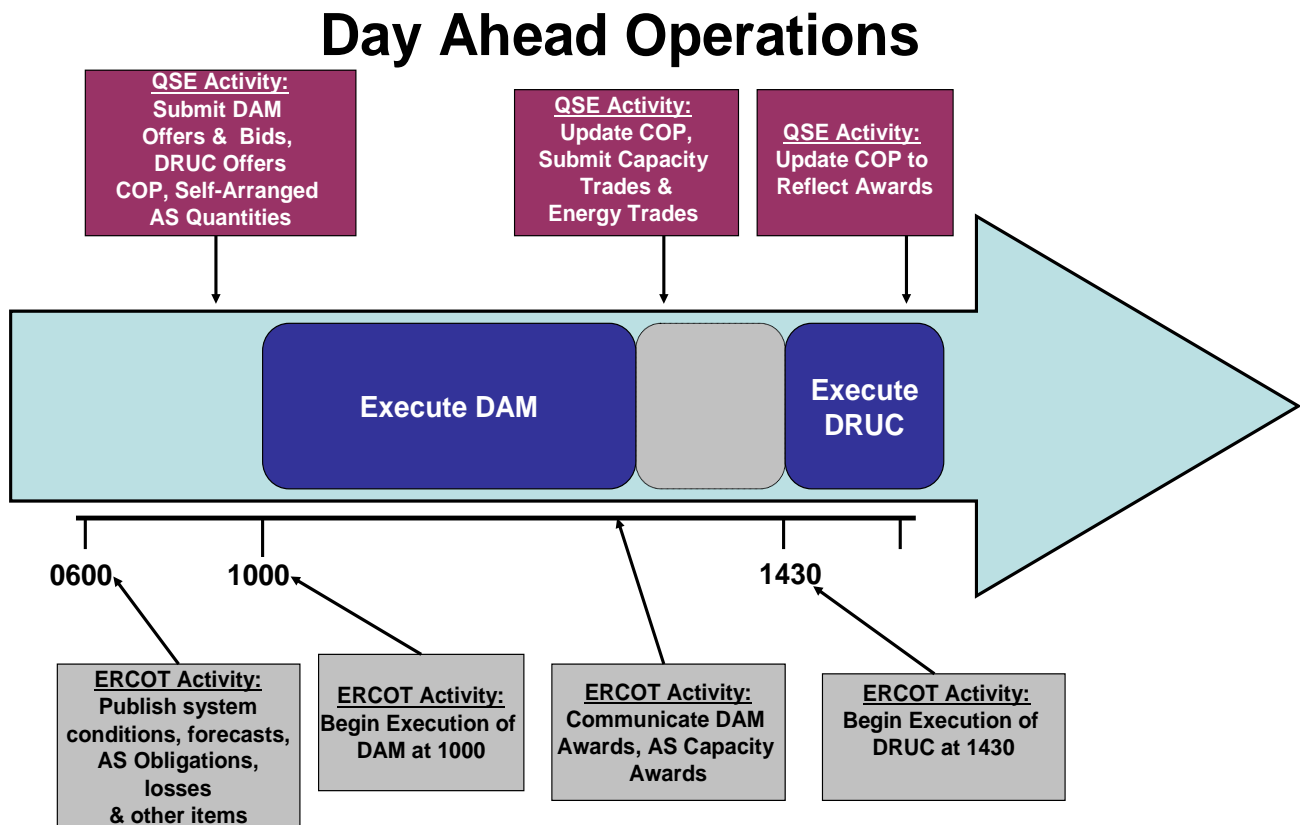 Day Ahead Operations
QSE Activity:
Submit DAM
Offers & Bids,
DRUC Offers
COP, Self-Arranged
AS Quantities
QSE Activity:
Update COP,
Submit Capacity
Trades &
Energy Trades
QSE Activity:
Update COP to
Reflect Awards
Execute DAM
Execute
DRUC
0600
1000
1430
ERCOT Activity:
Publish system
conditions, forecasts,
AS Obligations,
losses
& other items
ERCOT Activity:
Begin Execution of
DAM at 1000
ERCOT Activity:
Communicate DAM
Awards, AS Capacity
Awards
ERCOT Activity:
Begin Execution of
DRUC at 1430